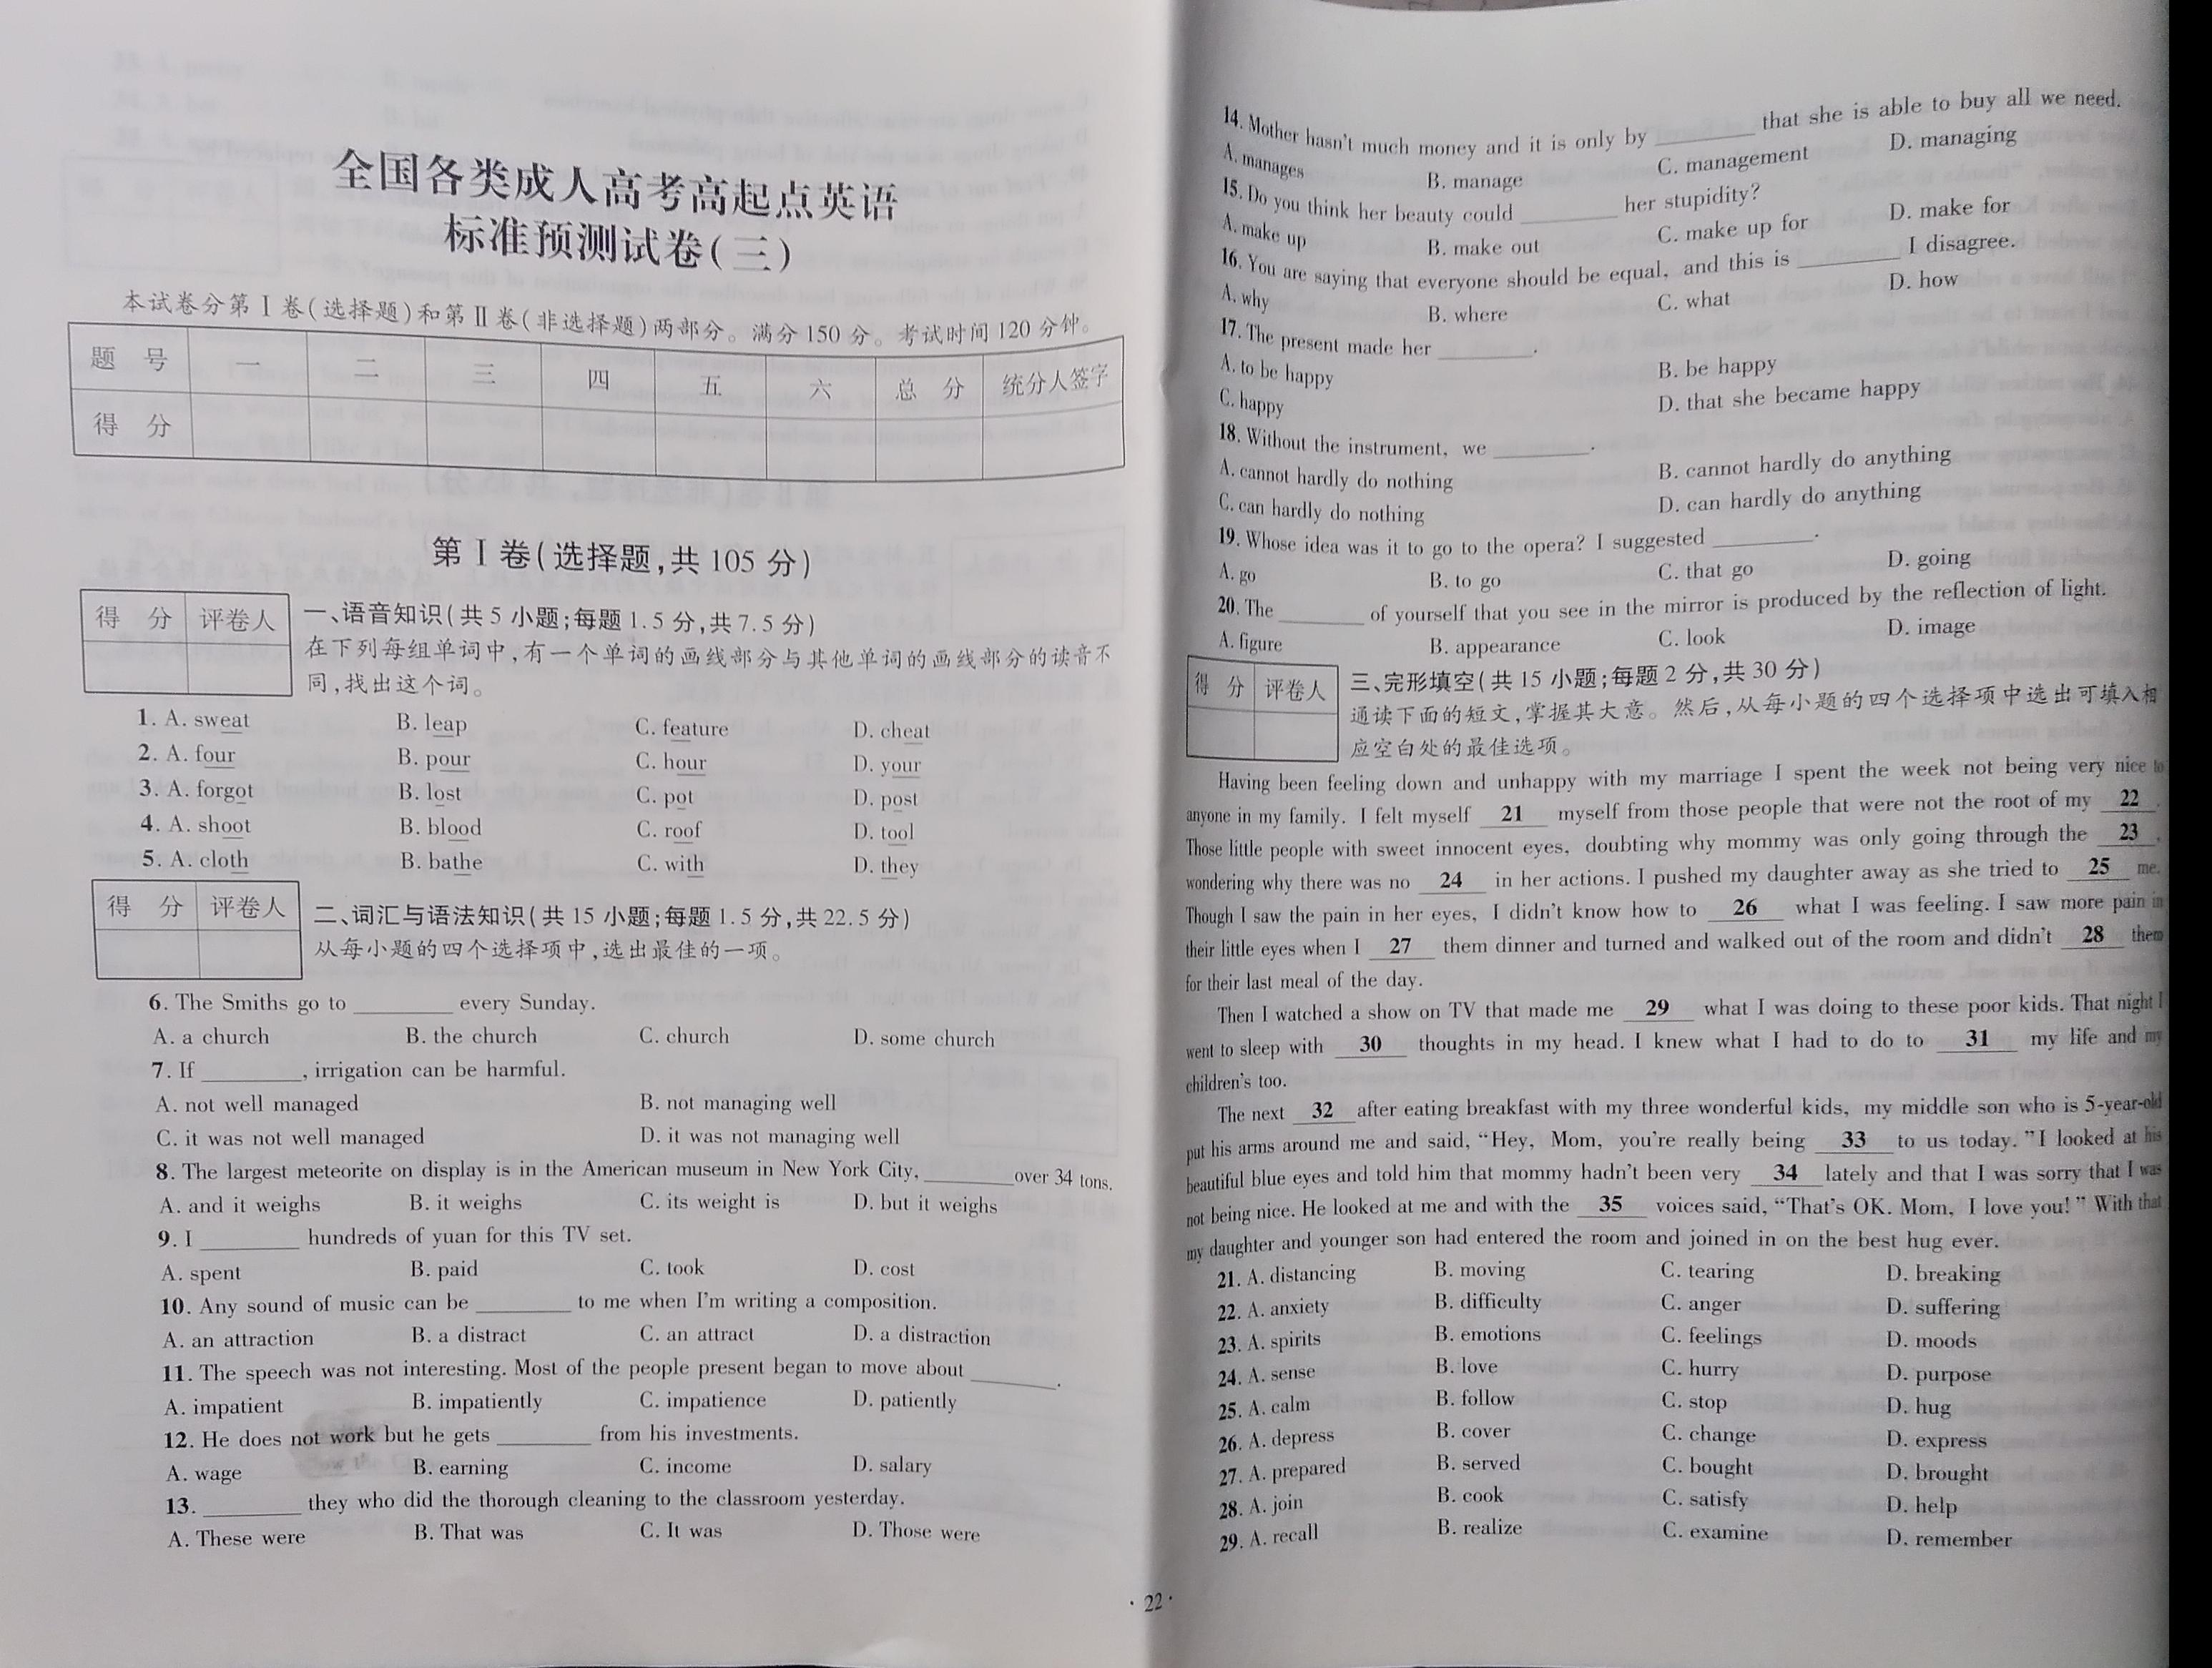 全国各类成人高考高起点英语
标准预测试卷(三)
本试卷分第Ⅰ卷(选择题)和第Ⅱ卷(非选择题)两部分。满分150分。考试时间120分钟。
题 号 一 二 三 四 五 六 总 分 统分人签字
得 分
第Ⅰ卷(选择题,共105分)
得 分 评卷人
一、语音知识(共5小题;每题1.5分,共7.5分)
在下列每组单词中,有一个单词的画线部分与其他单词的画线部分的读音不
同,找出这个词。
1. A. sweat B. leap C. feature D. cheat
2. A. four B. pour C. hour D. your
3. A. forgot B. lost C. pot D. post
4. A. shoot B. blood C. roof D. tool
5. A. cloth B. bathe C. with D. they
得 分 评卷人
二、词汇与语法知识(共15小题;每题1.5分,共22.5分)
从每小题的四个选择项中,选出最佳的一项。
6. The Smiths go to ________ every Sunday.
A. a church B. the church C. church D. some church
7. If ________, irrigation can be harmful.
A. not well managed B. not managing well
C. it was not well managed D. it was not managing well
8. The largest meteorite on display is in the American museum in New York City, ________over 34 tons.
A. and it weighs B. it weighs C. its weight is D. but it weighs
9. I ________ hundreds of yuan for this TV set.
A. spent B. paid C. took D. cost
10. Any sound of music can be ________ to me when I'm writing a composition.
A. an attraction B. a distract C. an attract D. a distraction
11. The speech was not interesting. Most of the people present began to move about ________.
A. impatient B. impatiently C. impatience D. patiently
12. He does not work but he gets ________ from his investments.
A. wage B. earning C. income D. salary
13. ________ they who did the thorough cleaning to the classroom yesterday.
A. These were B. That was C. It was D. Those were
14. Mother hasn't much money and it is only by ________ that she is able to buy all we need.
A. manages B. manage C. management D. managing
15. Do you think her beauty could ________ her stupidity?
A. make up B. make out C. make up for D. make for
16. You are saying that everyone should be equal, and this is ________ I disagree.
A. why B. where C. what D. how
17. The present made her ________.
A. to be happy B. be happy
C. happy D. that she became happy
18. Without the instrument, we ________.
A. cannot hardly do nothing B. cannot hardly do anything
C. can hardly do nothing D. can hardly do anything
19. Whose idea was it to go to the opera? I suggested ________.
A. go B. to go C. that go D. going
20. The ________ of yourself that you see in the mirror is produced by the reflection of light.
A. figure B. appearance C. look D. image
得 分 评卷人
三、完形填空(共15小题;每题2分,共30分)
通读下面的短文,掌握其大意。然后,从每小题的四个选择项中选出可填入相
应空白处的最佳选项。
Having been feeling down and unhappy with my marriage I spent the week not being very nice to
anyone in my family. I felt myself 21 myself from those people that were not the root of my 22 .
Those little people with sweet innocent eyes, doubting why mommy was only going through the 23 ,
wondering why there was no 24 in her actions. I pushed my daughter away as she tried to 25 me.
Though I saw the pain in her eyes, I didn't know how to 26 what I was feeling. I saw more pain in
their little eyes when I 27 them dinner and turned and walked out of the room and didn't 28 them
for their last meal of the day.
Then I watched a show on TV that made me 29 what I was doing to these poor kids. That night I
went to sleep with 30 thoughts in my head. I knew what I had to do to 31 my life and my
children's too.
The next 32 after eating breakfast with my three wonderful kids, my middle son who is 5-year-old
put his arms around me and said, "Hey, Mom, you're really being 33 to us today." I looked at his
beautiful blue eyes and told him that mommy hadn't been very 34 lately and that I was sorry that I was
not being nice. He looked at me and with the 35 voices said, "That's OK. Mom, I love you!" With that
my daughter and younger son had entered the room and joined in on the best hug ever.
21. A. distancing B. moving C. tearing D. breaking
22. A. anxiety B. difficulty C. anger D. suffering
23. A. spirits B. emotions C. feelings D. moods
24. A. sense B. love C. hurry D. purpose
25. A. calm B. follow C. stop D. hug
26. A. depress B. cover C. change D. express
27. A. prepared B. served C. bought D. brought
28. A. join B. cook C. satisfy D. help
29. A. recall B. realize C. examine D. remember
· 22 ·